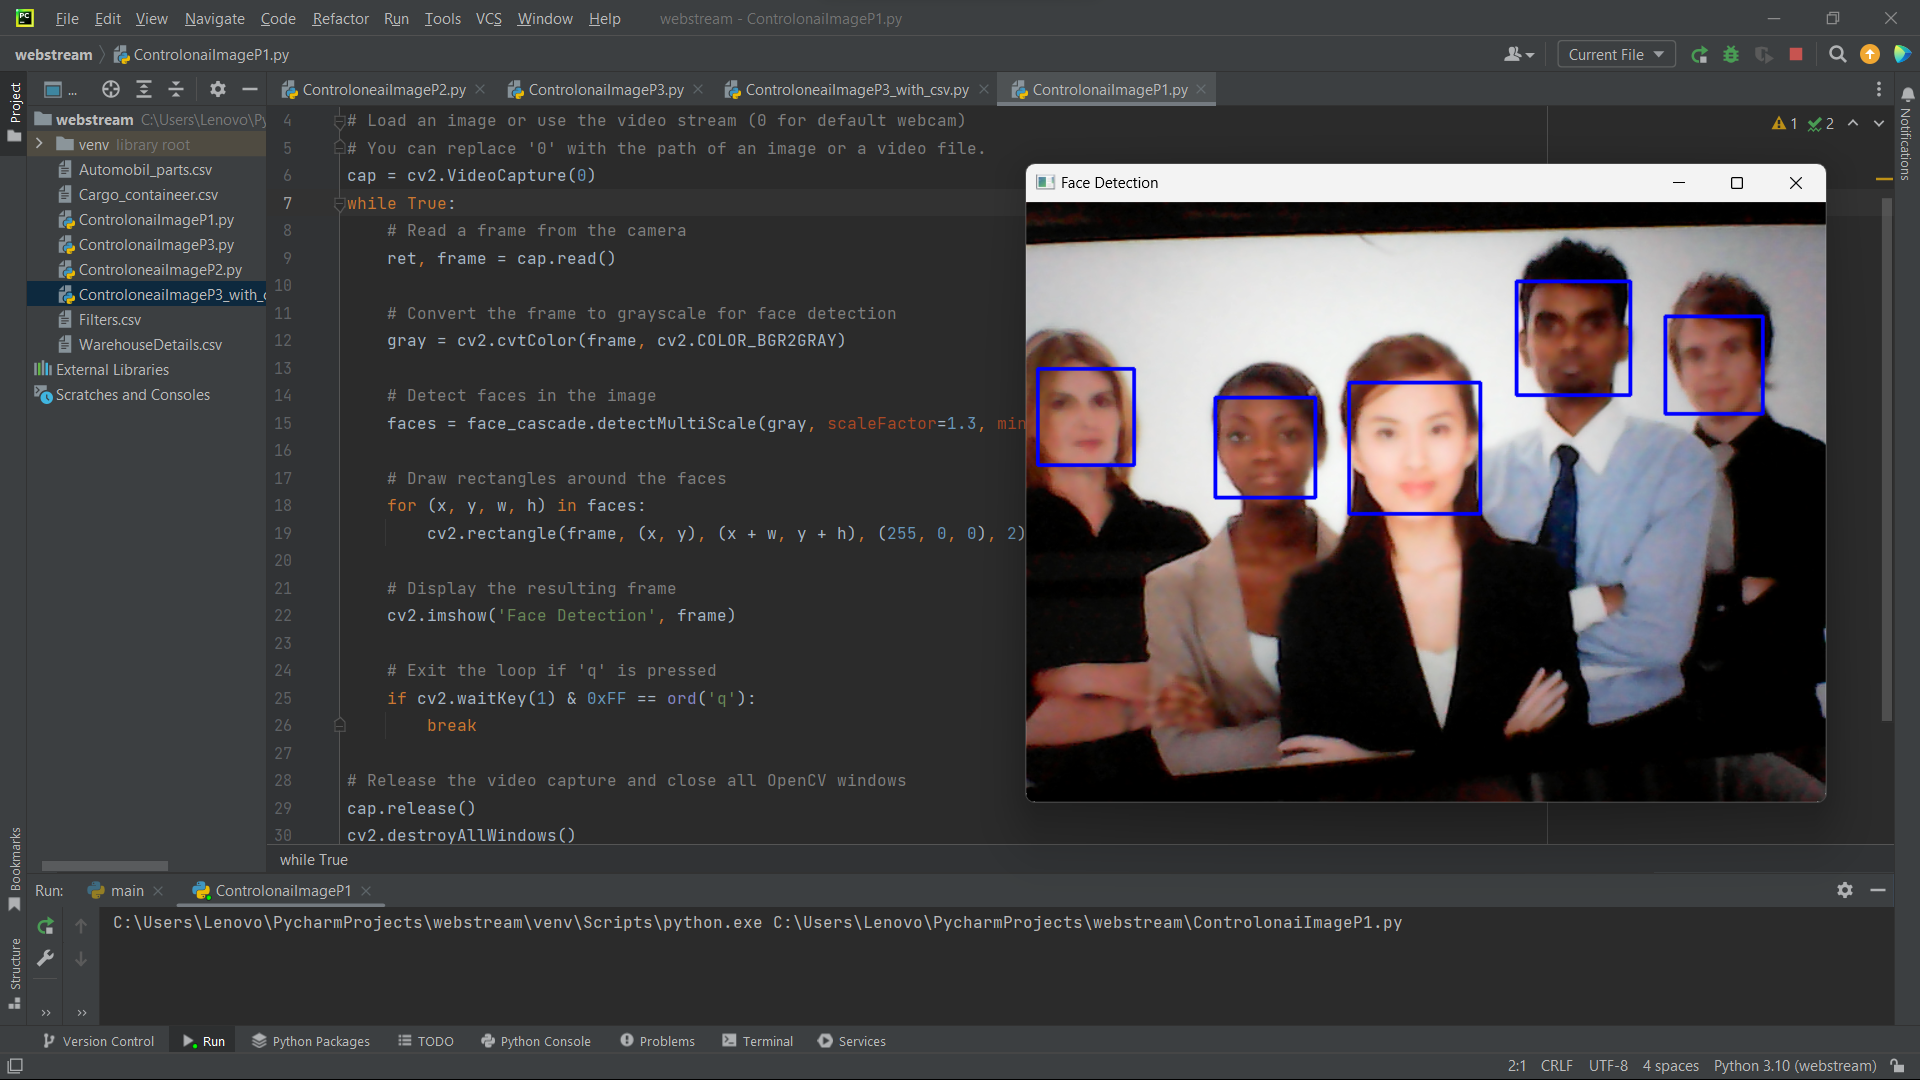 PC File Edit View Navigate Code Refactor Run Tools VCS Window Help webstream - ControlonaiImageP1.py
webstream ControlonaiImageP1.py Current File
Project ... ControloneaiImageP2.py ControlonaiImageP3.py ControloneaiImageP3_with_csv.py ControlonaiImageP1.py
webstream C:\Users\Lenovo\Py
venv library root
Automobil_parts.csv
Cargo_containeer.csv
ControlonaiImageP1.py
ControlonaiImageP3.py
ControloneaiImageP2.py
ControloneaiImageP3_with_c
Filters.csv
WarehouseDetails.csv
External Libraries
Scratches and Consoles
4 # Load an image or use the video stream (0 for default webcam)
5 # You can replace '0' with the path of an image or a video file.
6 cap = cv2.VideoCapture(0)
7 while True:
8 # Read a frame from the camera
9 ret, frame = cap.read()
10
11 # Convert the frame to grayscale for face detection
12 gray = cv2.cvtColor(frame, cv2.COLOR_BGR2GRAY)
13
14 # Detect faces in the image
15 faces = face_cascade.detectMultiScale(gray, scaleFactor=1.3, min
16
17 # Draw rectangles around the faces
18 for (x, y, w, h) in faces:
19 cv2.rectangle(frame, (x, y), (x + w, y + h), (255, 0, 0), 2)
20
21 # Display the resulting frame
22 cv2.imshow('Face Detection', frame)
23
24 # Exit the loop if 'q' is pressed
25 if cv2.waitKey(1) & 0xFF == ord('q'):
26 break
27
28 # Release the video capture and close all OpenCV windows
29 cap.release()
30 cv2.destroyAllWindows()
while True
1 2
Notifications
Face Detection
Bookmarks
Structure
Run: main ControlonaiImageP1
C:\Users\Lenovo\PycharmProjects\webstream\venv\Scripts\python.exe C:\Users\Lenovo\PycharmProjects\webstream\ControlonaiImageP1.py
Version Control Run Python Packages TODO Python Console Problems Terminal Services
2:1 CRLF UTF-8 4 spaces Python 3.10 (webstream)